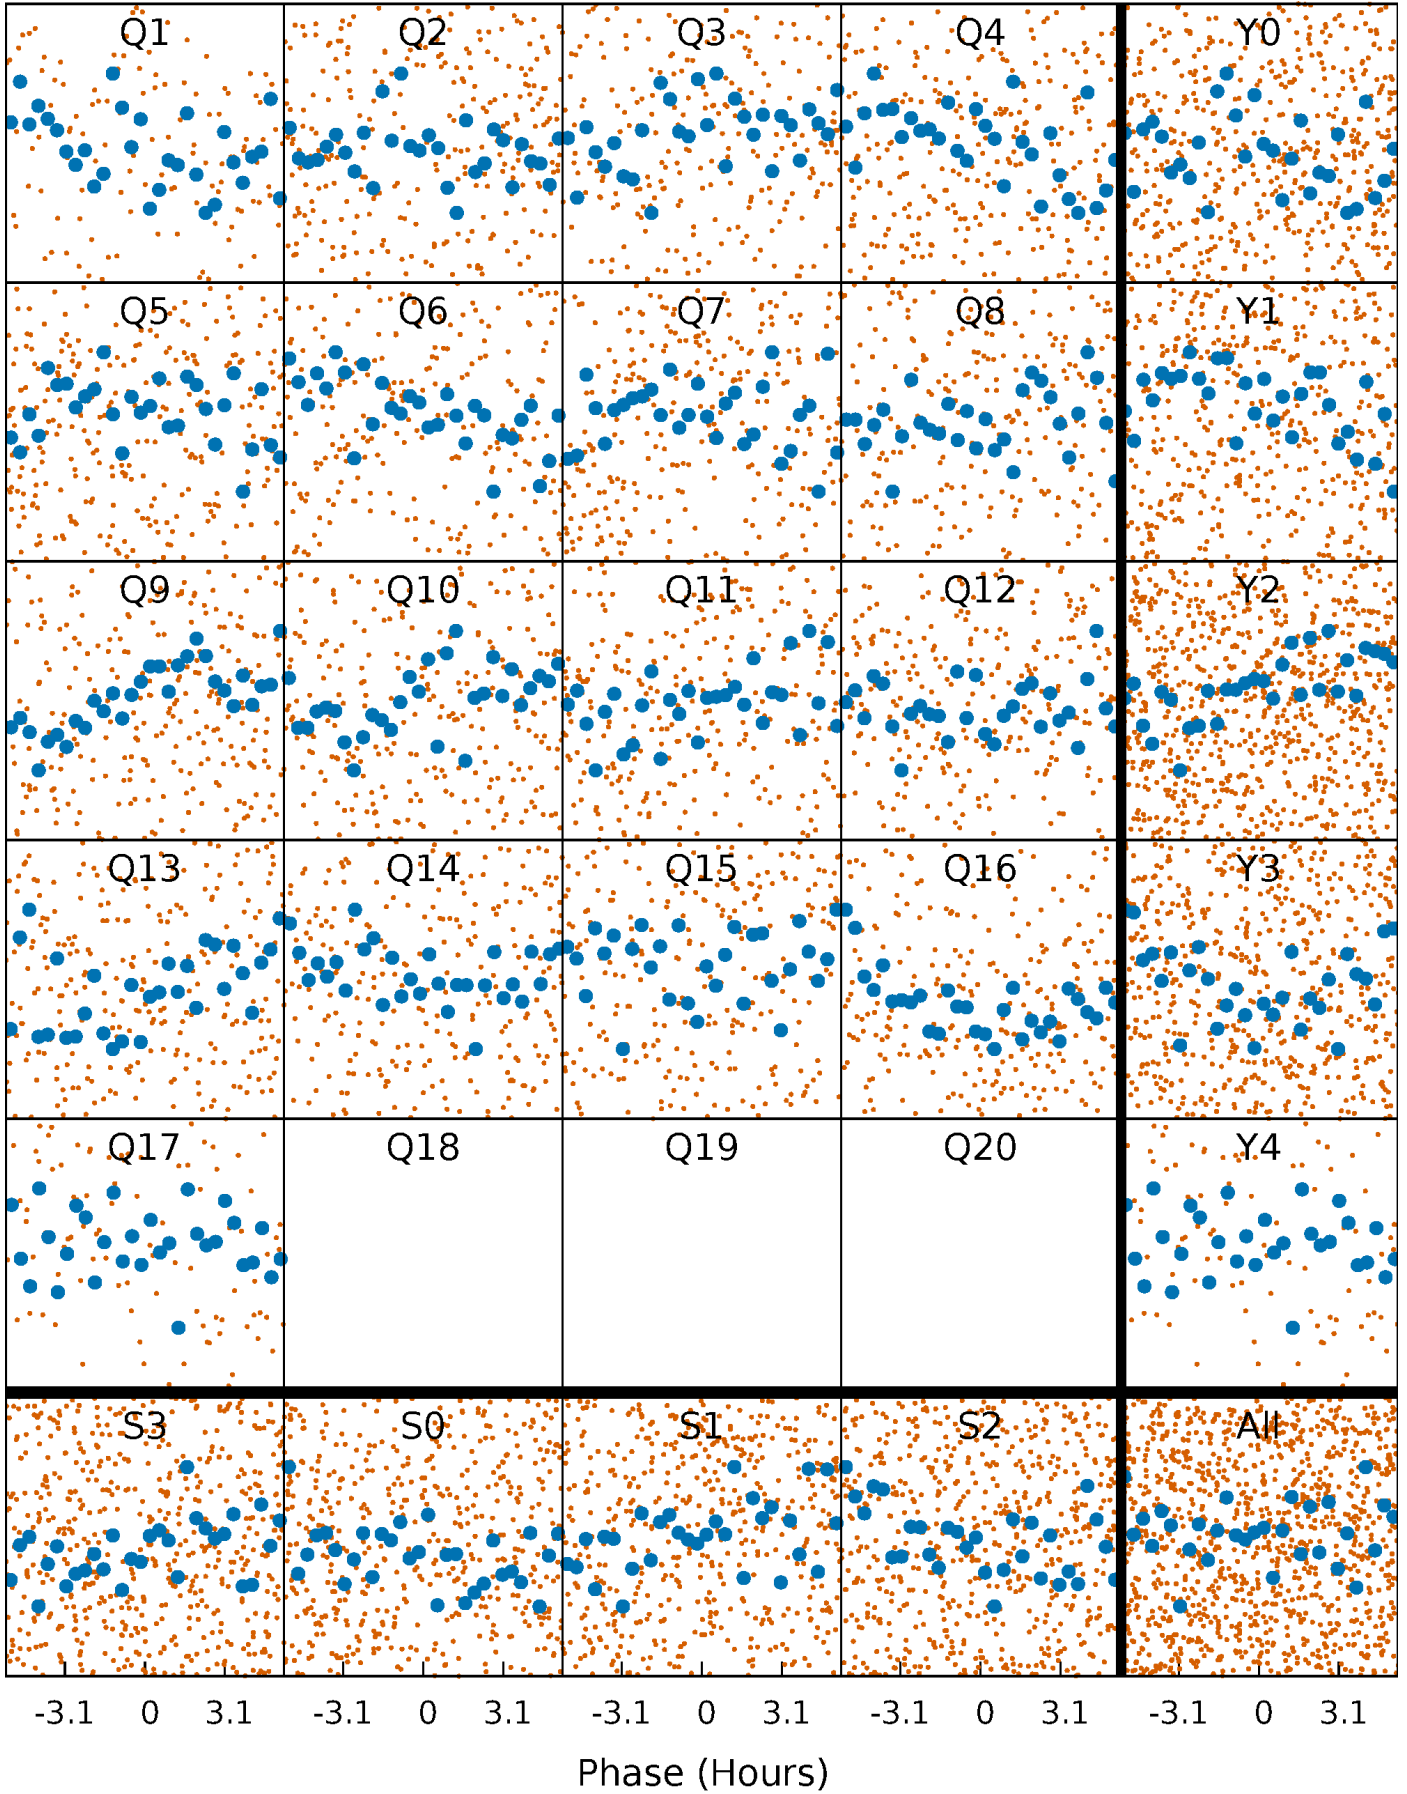 Q1 Q2 Q3 Q4 Y0
Q5 Q6 Q7 Q8 Y1
Q9 Q10 Q11 Q12 Y2
Q13 Q14 Q15 Q16 Y3
Q17 Q18 Q19 Q20 Y4
S3 S0 S1 S2 All
-3.1 0 3.1 -3.1 0 3.1 -3.1 0 3.1 -3.1 0 3.1 -3.1 0 3.1
Phase (Hours)